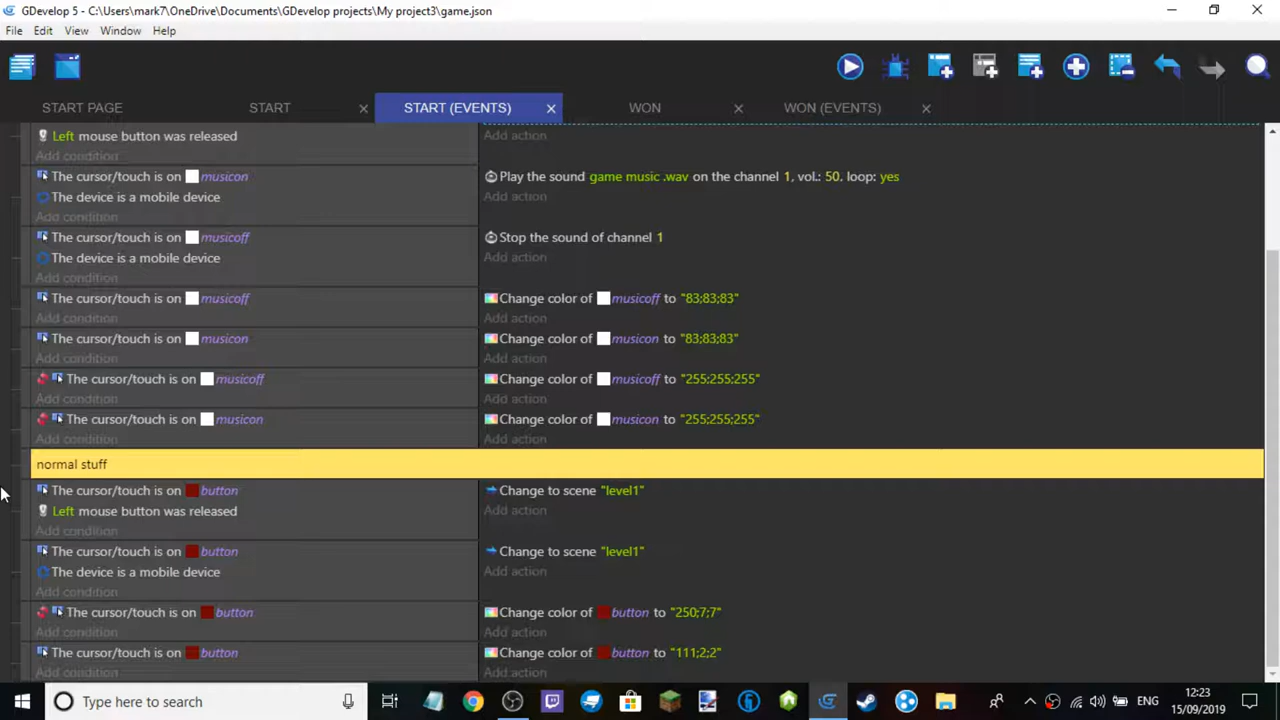 GDevelop 5 - C:\Users\mark7\OneDrive\Documents\GDevelop projects\My project3\game.json
File Edit View Window Help
START PAGE START START (EVENTS) WON WON (EVENTS)
Left mouse button was released Add action
Add condition
The cursor/touch is on musicon Play the sound game music .wav on the channel 1, vol.: 50, loop: yes
The device is a mobile device Add action
Add condition
The cursor/touch is on musicoff Stop the sound of channel 1
The device is a mobile device Add action
Add condition
The cursor/touch is on musicoff Change color of musicoff to "83;83;83"
Add condition Add action
The cursor/touch is on musicon Change color of musicon to "83;83;83"
Add condition Add action
The cursor/touch is on musicoff Change color of musicoff to "255;255;255"
Add condition Add action
The cursor/touch is on musicon Change color of musicon to "255;255;255"
Add condition Add action
normal stuff
The cursor/touch is on button Change to scene "level1"
Left mouse button was released Add action
Add condition
The cursor/touch is on button Change to scene "level1"
The device is a mobile device Add action
Add condition
The cursor/touch is on button Change color of button to "250;7;7"
Add condition Add action
The cursor/touch is on button Change color of button to "111;2;2"
Add condition Add action
Type here to search ENG 12:23
15/09/2019